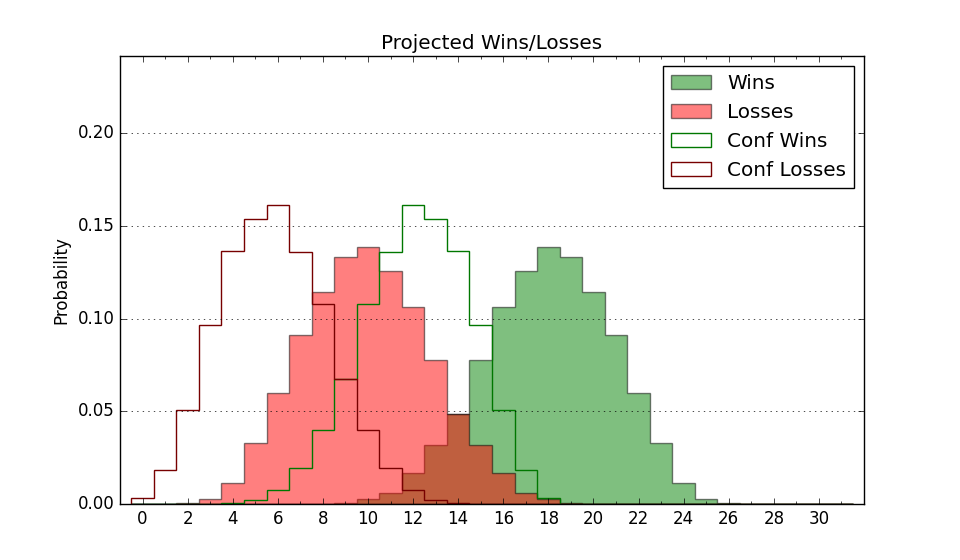 Projected Wins/Losses
Wins
Losses
Conf Wins
Conf Losses
Probability
0.20
0.15
0.10
0.05
0.00
0 2 4 6 8 10 12 14 16 18 20 22 24 26 28 30